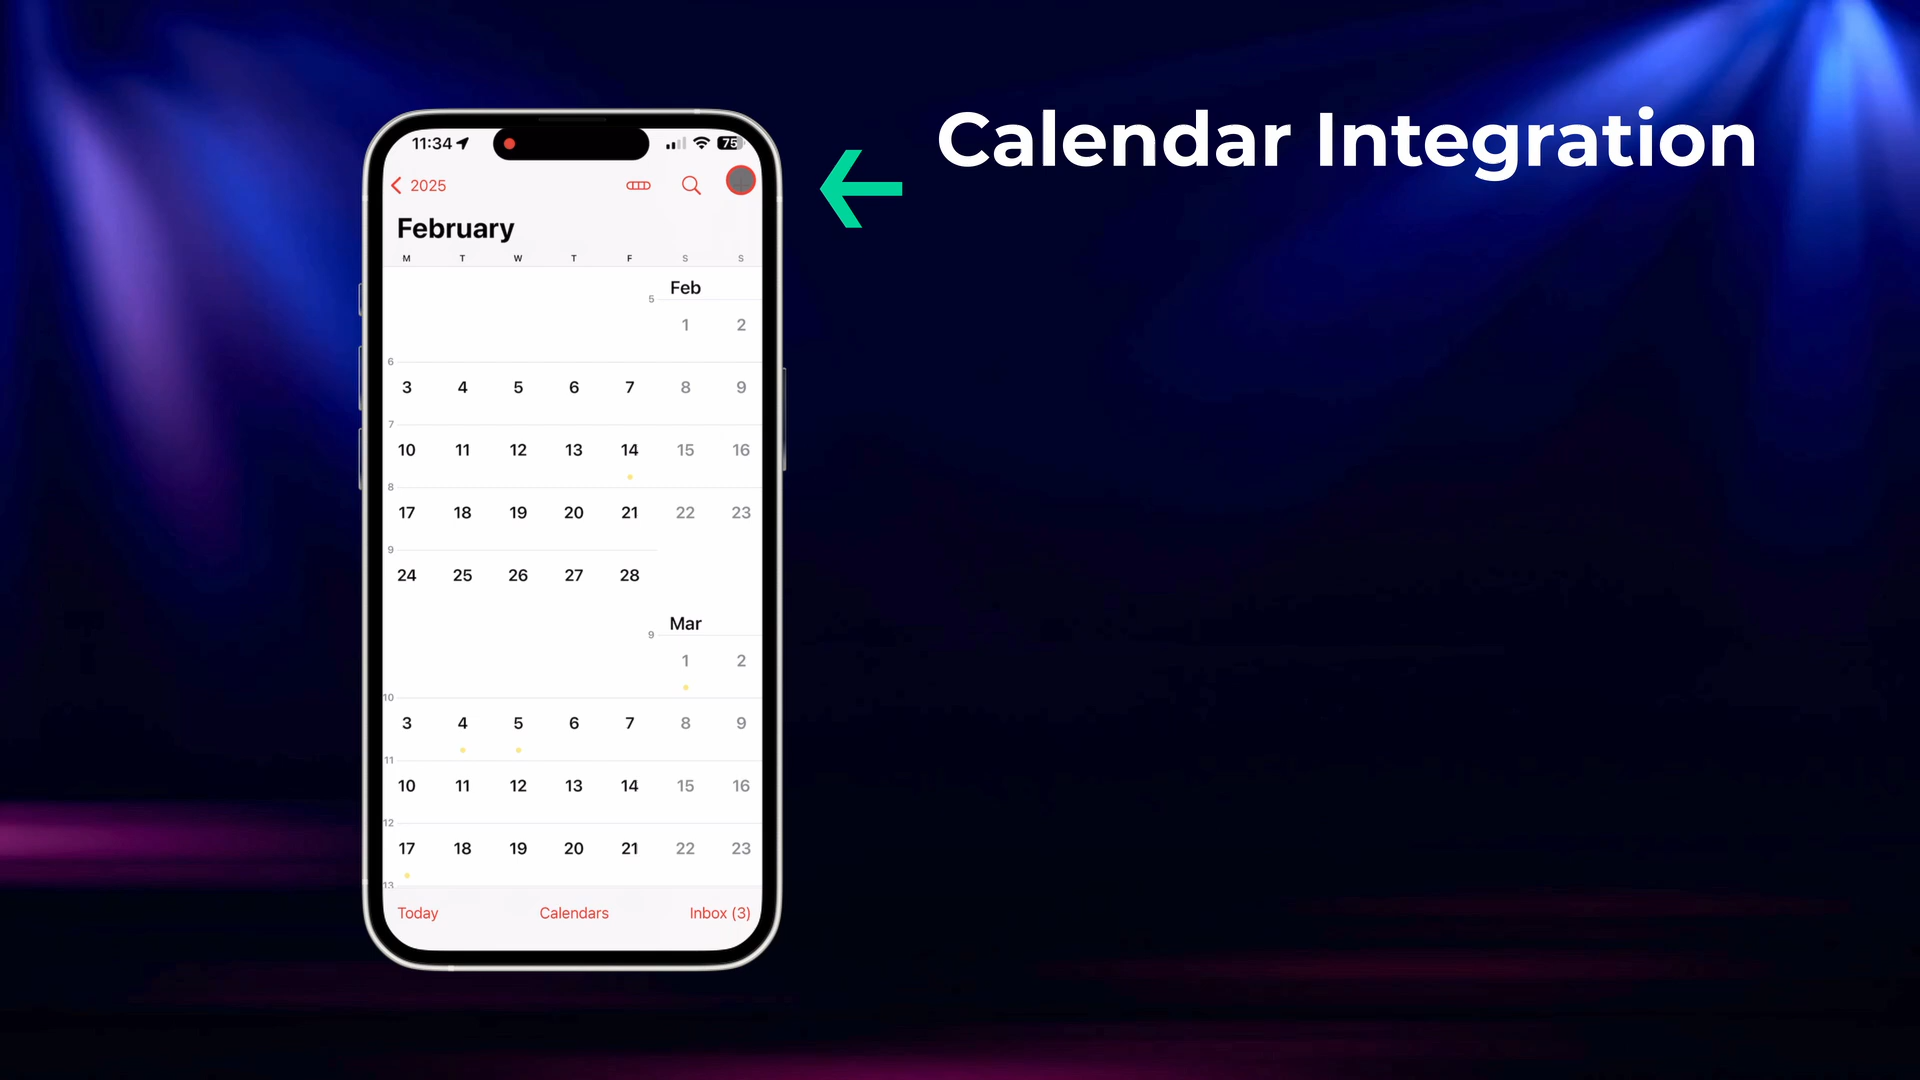 Calendar Integration
11:34
75
2025
February
M T W T F S S
Feb
5
1 2
6
3 4 5 6 7 8 9
7
10 11 12 13 14 15 16
8
17 18 19 20 21 22 23
9
24 25 26 27 28
Mar
9
1 2
10
3 4 5 6 7 8 9
11
10 11 12 13 14 15 16
12
17 18 19 20 21 22 23
13
Today Calendars Inbox (3)